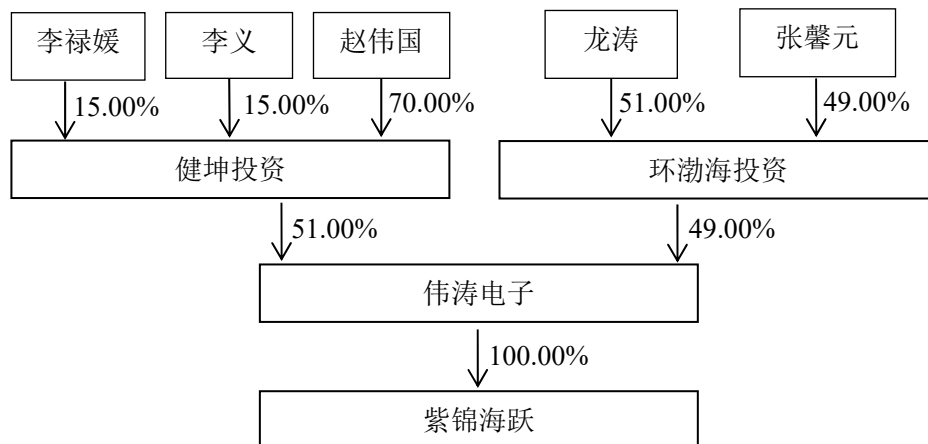 李禄媛 李义 赵伟国 龙涛 张馨元
15.00% 15.00% 70.00% 51.00% 49.00%
健坤投资 环渤海投资
51.00% 49.00%
伟涛电子
100.00%
紫锦海跃